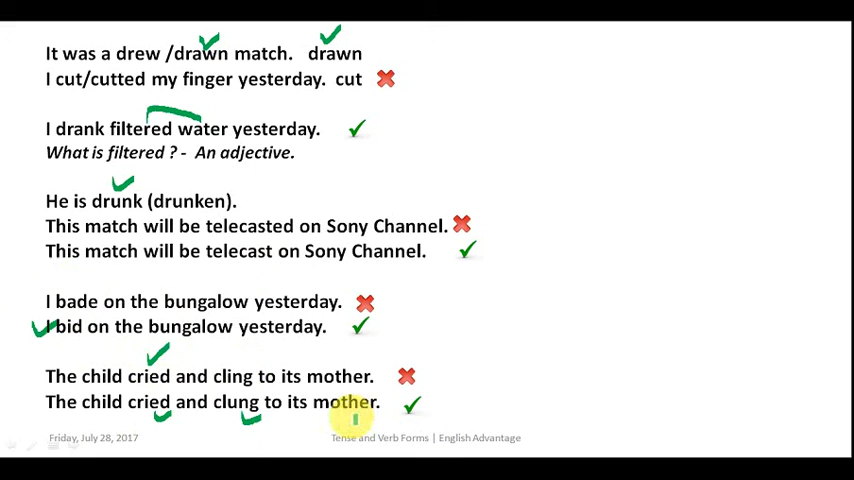 It was a drew /drawn match. drawn
I cut/cutted my finger yesterday. cut
I drank filtered water yesterday.
What is filtered ? - An adjective.
He is drunk (drunken).
This match will be telecasted on Sony Channel.
This match will be telecast on Sony Channel.
I bade on the bungalow yesterday.
I bid on the bungalow yesterday.
The child cried and cling to its mother.
The child cried and clung to its mother.
Friday, July 28, 2017 Tense and Verb Forms | English Advantage